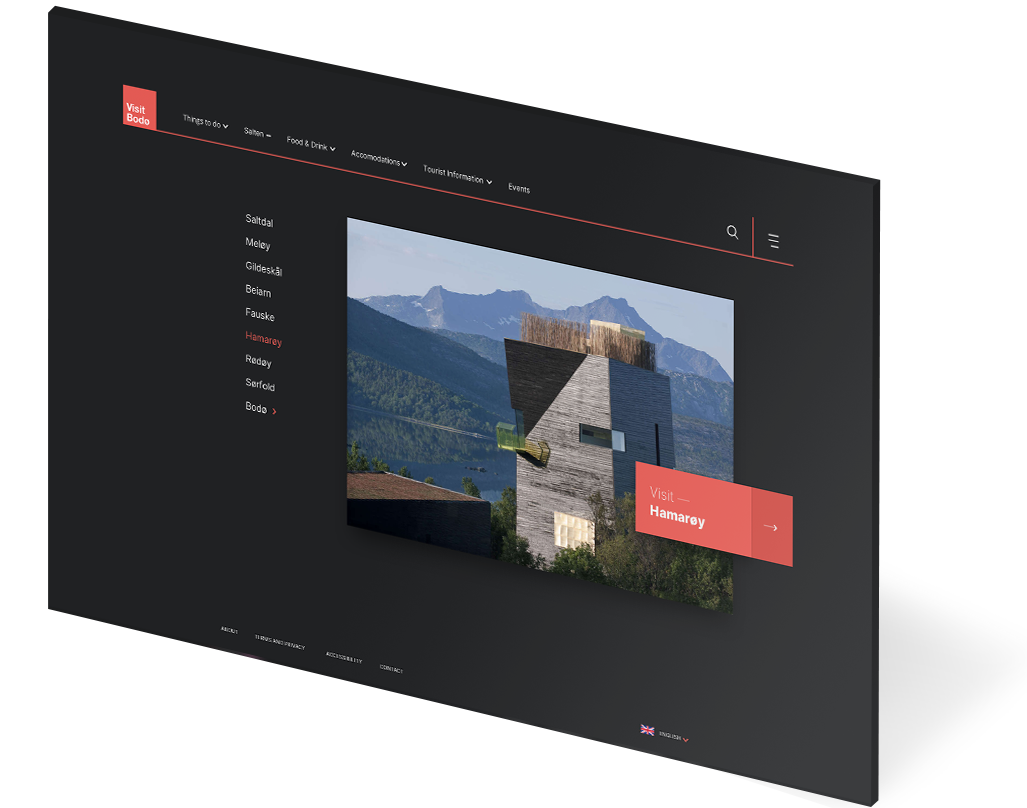 Visit
Bodø
Things to do
Salten
Food & Drink
Accomodations
Tourist Information
Events
Saltdal
Meløy
Gildeskål
Beiarn
Fauske
Hamarøy
Rødøy
Sørfold
Bodø
Visit —
Hamarøy
ABOUT
TERMS AND PRIVACY
ACCESSIBILITY
CONTACT
ENGLISH